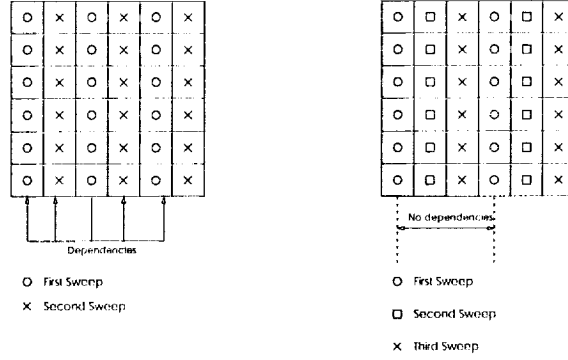 Dependencies
First Sweep
Second Sweep
No dependencies
First Sweep
Second Sweep
Third Sweep